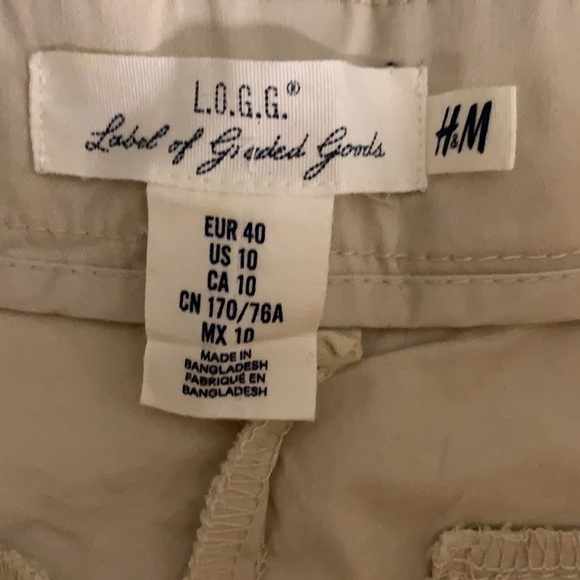 L.O.G.G.®
Label of Graded Goods
H&M
EUR 40
US 10
CA 10
CN 170/76A
MX 10
MADE IN
BANGLADESH
FABRIQUE EN
BANGLADESH